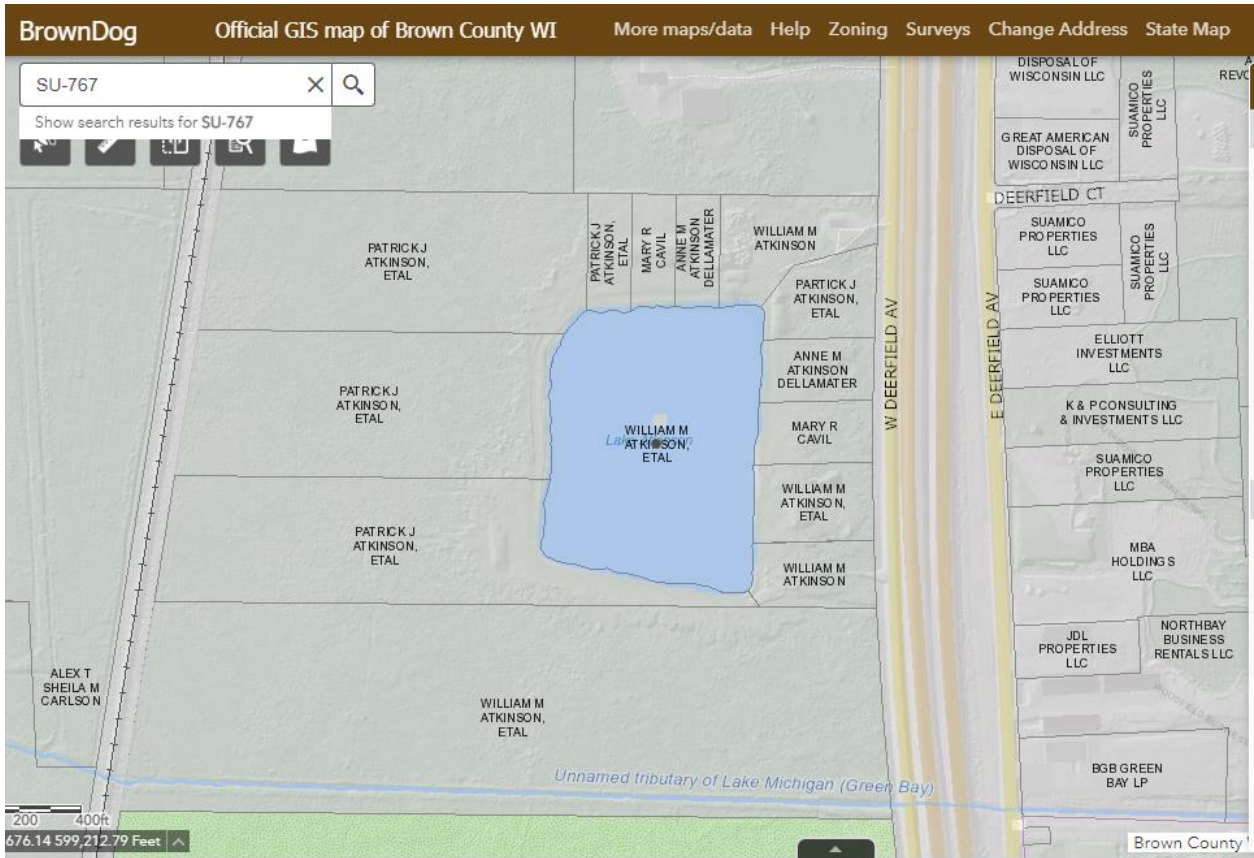 BrownDog
Official GIS map of Brown County WI
More maps/data Help Zoning Surveys Change Address State Map
SU-767
Show search results for SU-767
DISPOSAL OF
WISCONSIN LLC
SUAMICO
PROPERTIES
LLC
A
REVO
GREAT AMERICAN
DISPOSAL OF
WISCONSIN LLC
DEERFIELD CT
PATRICK J
ATKINSON,
ETAL
PATRICK J
ATKINSON,
ETAL
MARY R
CAVIL
ANNE M
ATKINSON
DELLAMATER
WILLIAM M
ATKINSON
SUAMICO
PROPERTIES
LLC
SUAMICO
PROPERTIES
LLC
PARTICK J
ATKINSON,
ETAL
SUAMICO
PROPERTIES
LLC
W DEERFIELD AV
E DEERFIELD AV
ELLIOTT
INVESTMENTS
LLC
ANNE M
ATKINSON
DELLAMATER
PATRICK J
ATKINSON,
ETAL
K & P CONSULTING
& INVESTMENTS LLC
MARY R
CAVIL
WILLIAM M
ATKINSON,
ETAL
Lake
SUAMICO
PROPERTIES
LLC
WILLIAM M
ATKINSON,
ETAL
PATRICK J
ATKINSON,
ETAL
MBA
HOLDINGS
LLC
WILLIAM M
ATKINSON
JDL
PROPERTIES
LLC
NORTHBAY
BUSINESS
RENTALS LLC
ALEX T
SHEILA M
CARLSON
WILLIAM M
ATKINSON,
ETAL
BGB GREEN
BAY LP
Unnamed tributary of Lake Michigan (Green Bay)
200 400ft
676.14 599,212.79 Feet
Brown County